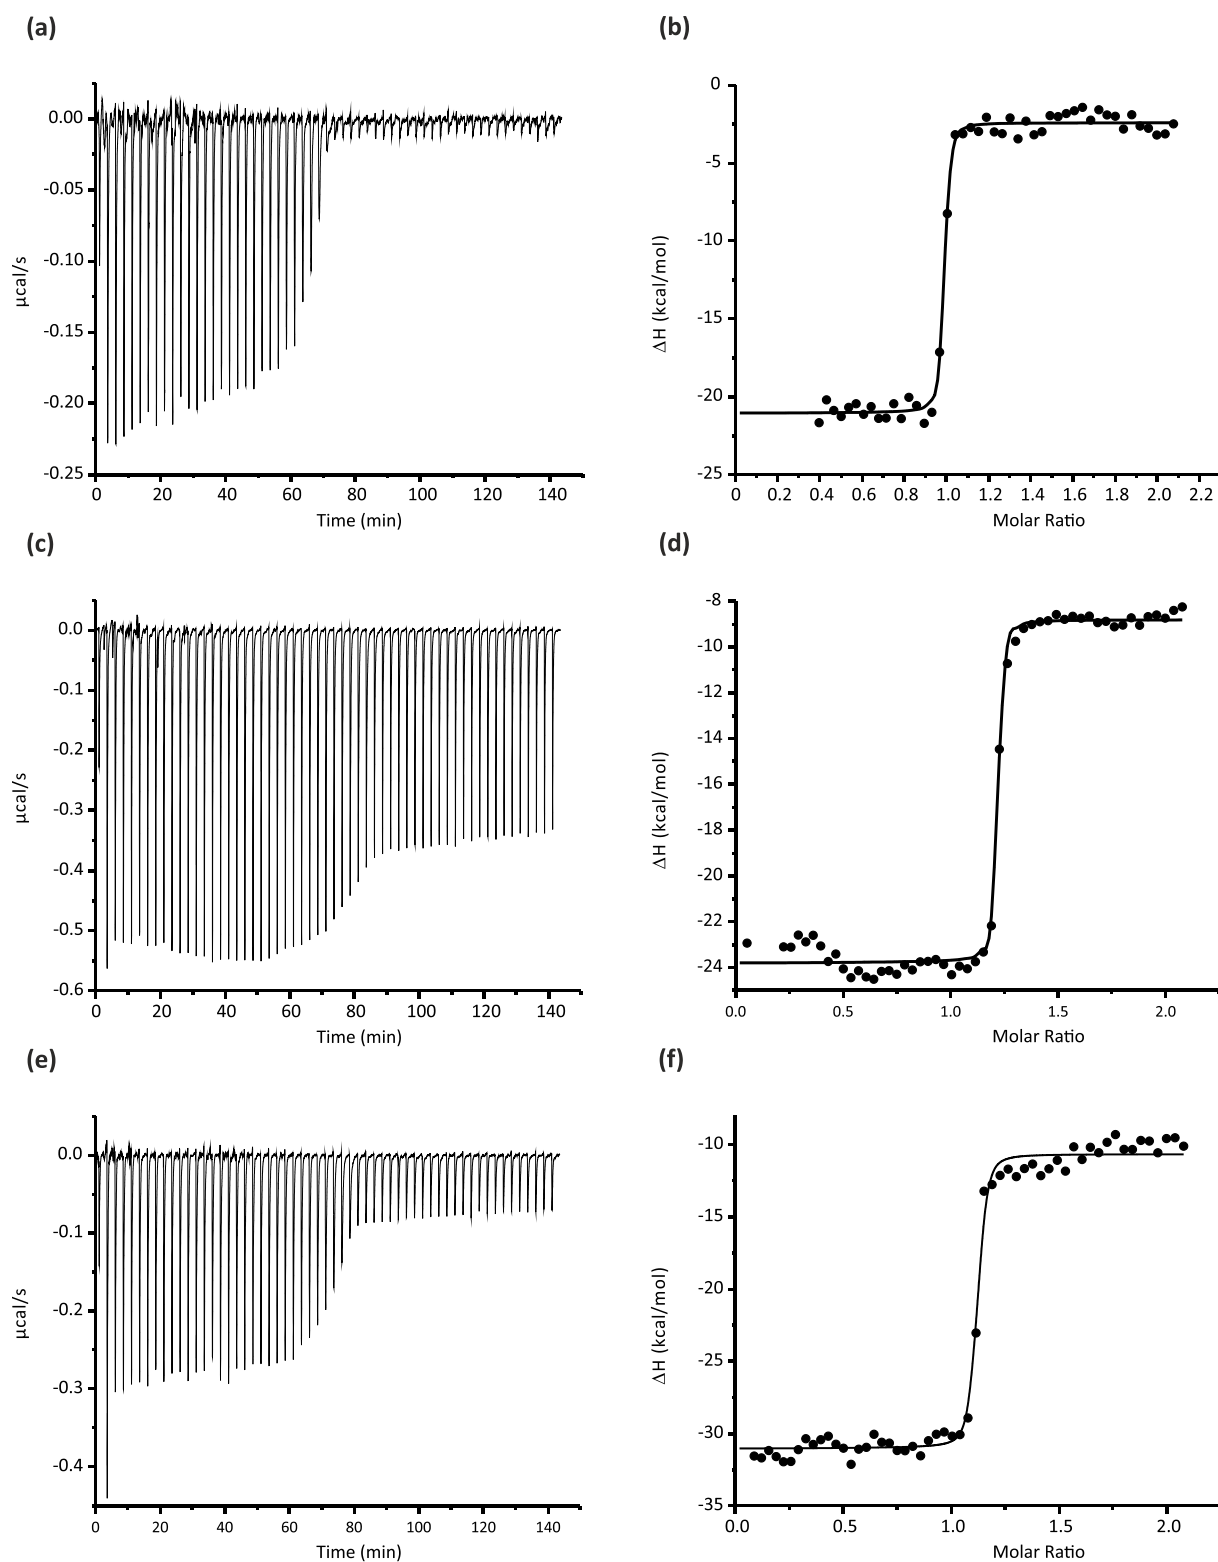 (a)
(b)
0.00
-0.05
-0.10
-0.15
-0.20
-0.25
µcal/s
0 20 40 60 80 100 120 140
Time (min)
0
-5
-10
-15
-20
-25
ΔH (kcal/mol)
0 0.2 0.4 0.6 0.8 1.0 1.2 1.4 1.6 1.8 2.0 2.2
Molar Ratio
(c)
(d)
0.0
-0.1
-0.2
-0.3
-0.4
-0.5
-0.6
µcal/s
0 20 40 60 80 100 120 140
Time (min)
-8
-10
-12
-14
-16
-18
-20
-22
-24
ΔH (kcal/mol)
0.0 0.5 1.0 1.5 2.0
Molar Ratio
(e)
(f)
0.0
-0.1
-0.2
-0.3
-0.4
µcal/s
0 20 40 60 80 100 120 140
Time (min)
-10
-15
-20
-25
-30
-35
ΔH (kcal/mol)
0.0 0.5 1.0 1.5 2.0
Molar Ratio